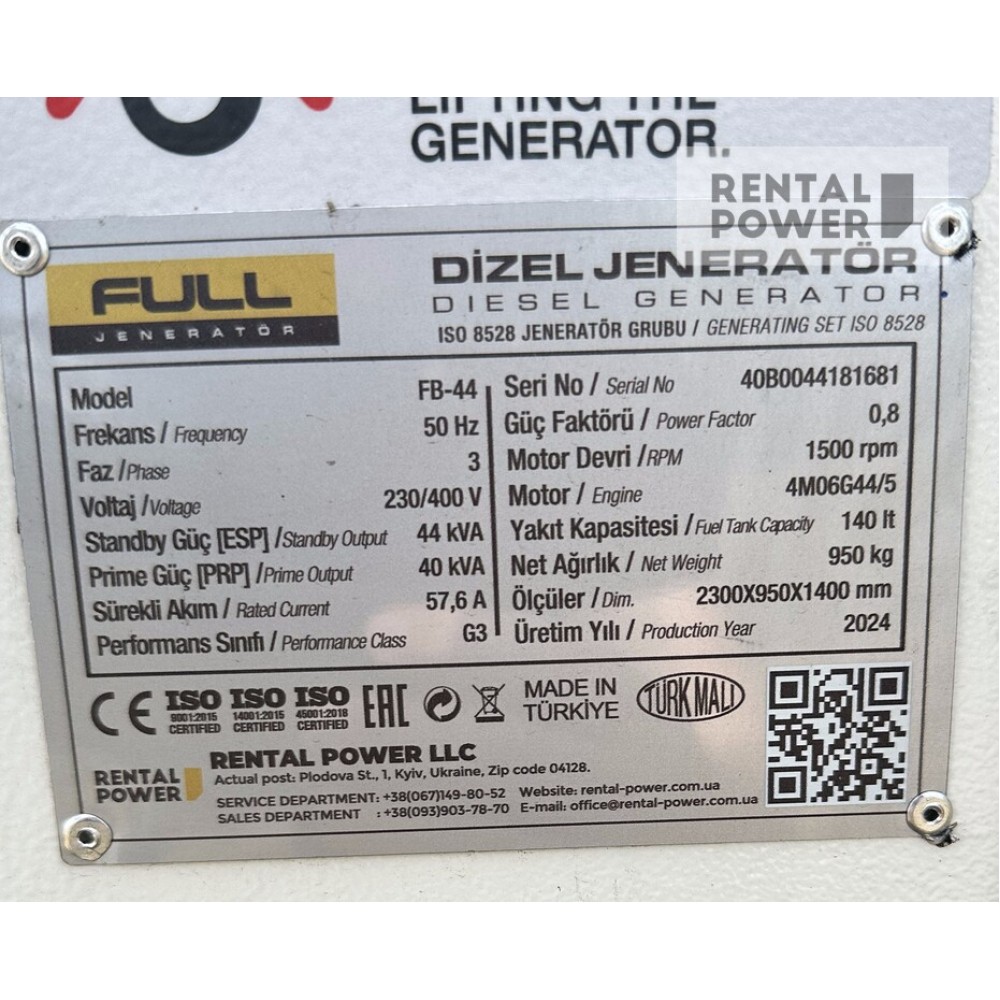 RENTAL
POWER
LIFTING THE
GENERATOR.
RENTAL
POWER
FULL
JENERATÖR
DİZEL JENERATÖR
DIESEL GENERATOR
ISO 8528 JENERATÖR GRUBU / GENERATING SET ISO 8528
Model FB-44
Frekans / Frequency 50 Hz
Faz / Phase 3
Voltaj / Voltage 230/400 V
Standby Güç [ESP] / Standby Output 44 kVA
Prime Güç [PRP] / Prime Output 40 kVA
Sürekli Akım / Rated Current 57,6 A
Performans Sınıfı / Performance Class G3
Seri No / Serial No 40B0044181681
Güç Faktörü / Power Factor 0,8
Motor Devri / RPM 1500 rpm
Motor / Engine 4M06G44/5
Yakıt Kapasitesi / Fuel Tank Capacity 140 lt
Net Ağırlık / Net Weight 950 kg
Ölçüler / Dim. 2300X950X1400 mm
Üretim Yılı / Production Year 2024
CE
ISO 9001:2015 CERTIFIED
ISO 14001:2015 CERTIFIED
ISO 45001:2018 CERTIFIED
EAC
MADE IN
TÜRKİYE
TÜRK MALI
RENTAL
POWER
RENTAL POWER LLC
Actual post: Plodova St., 1, Kyiv, Ukraine, Zip code 04128.
SERVICE DEPARTMENT: +38(067)149-80-52 Website: rental-power.com.ua
SALES DEPARTMENT : +38(093)903-78-70 E-mail: office@rental-power.com.ua